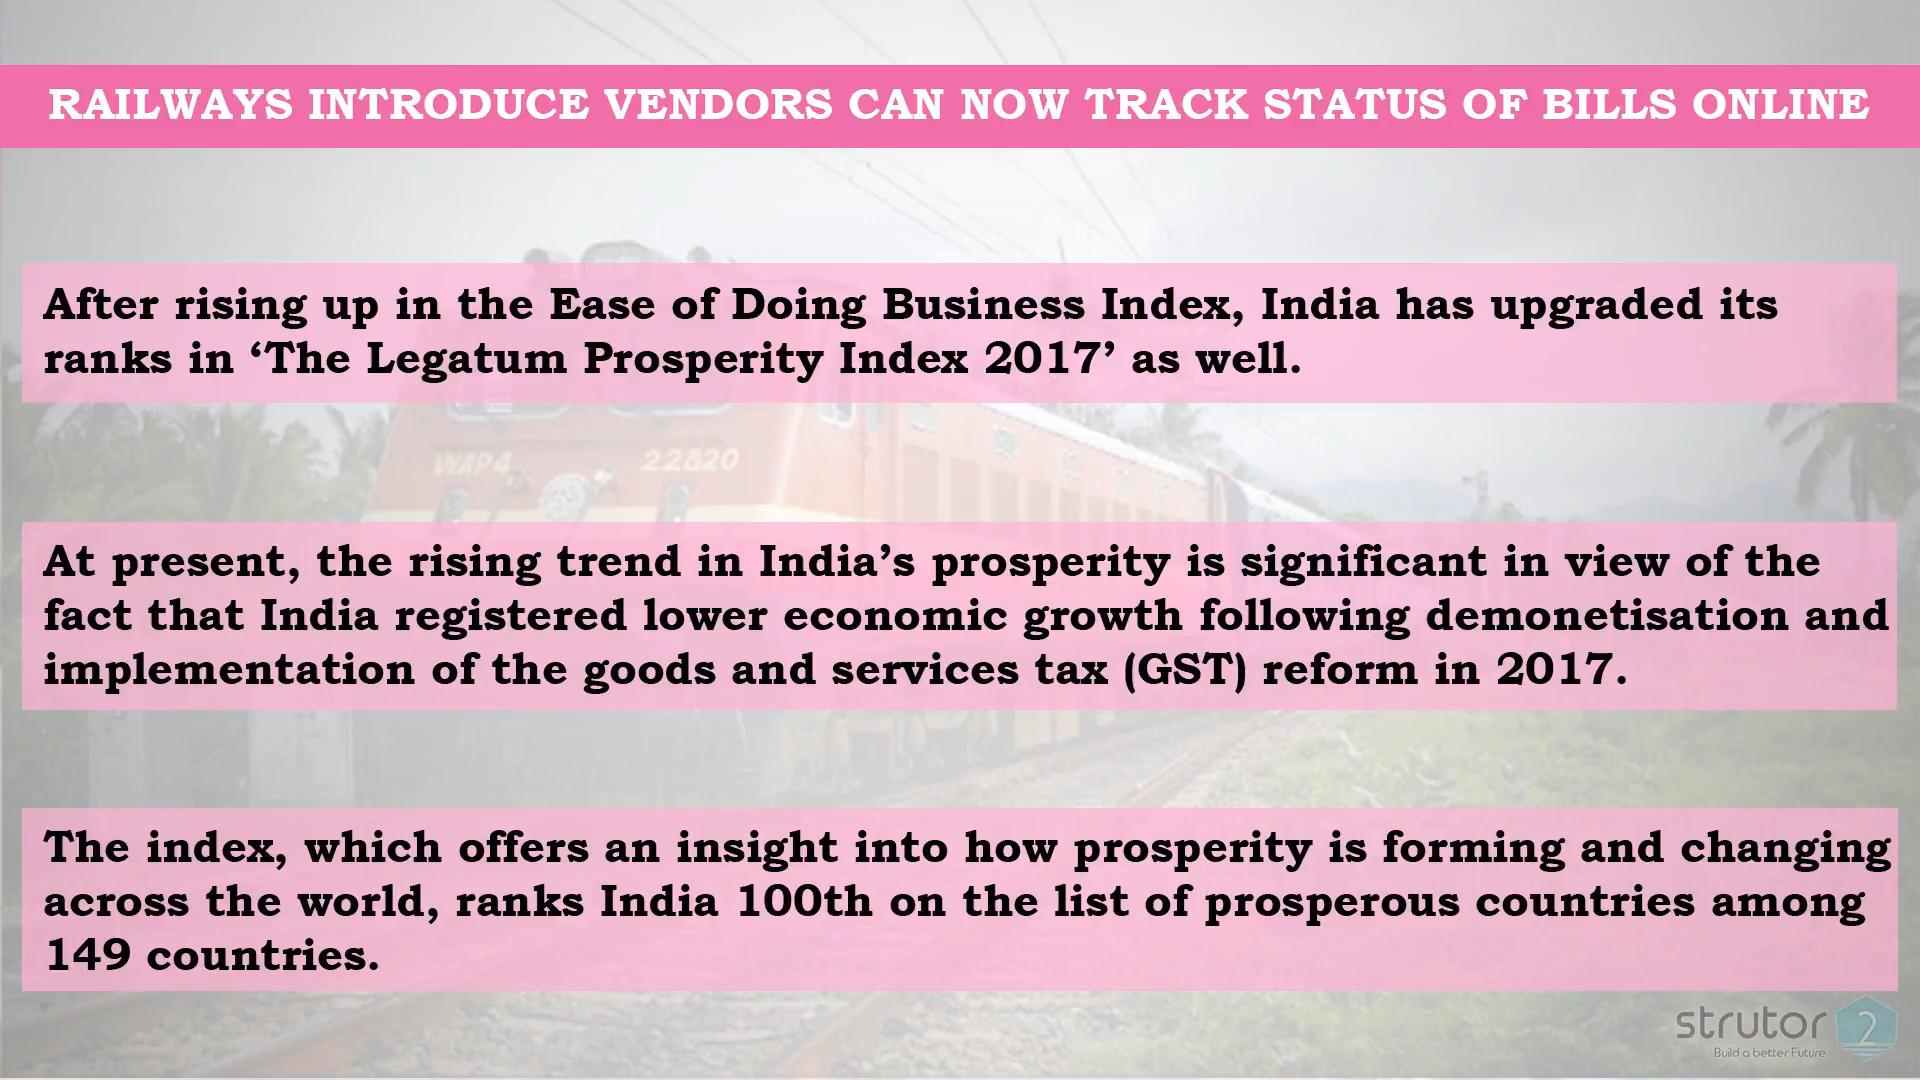 RAILWAYS INTRODUCE VENDORS CAN NOW TRACK STATUS OF BILLS ONLINE
After rising up in the Ease of Doing Business Index, India has upgraded its
ranks in ‘The Legatum Prosperity Index 2017’ as well.
WAP4 22820
At present, the rising trend in India’s prosperity is significant in view of the
fact that India registered lower economic growth following demonetisation and
implementation of the goods and services tax (GST) reform in 2017.
The index, which offers an insight into how prosperity is forming and changing
across the world, ranks India 100th on the list of prosperous countries among
149 countries.
strutor 2
Build a better Future